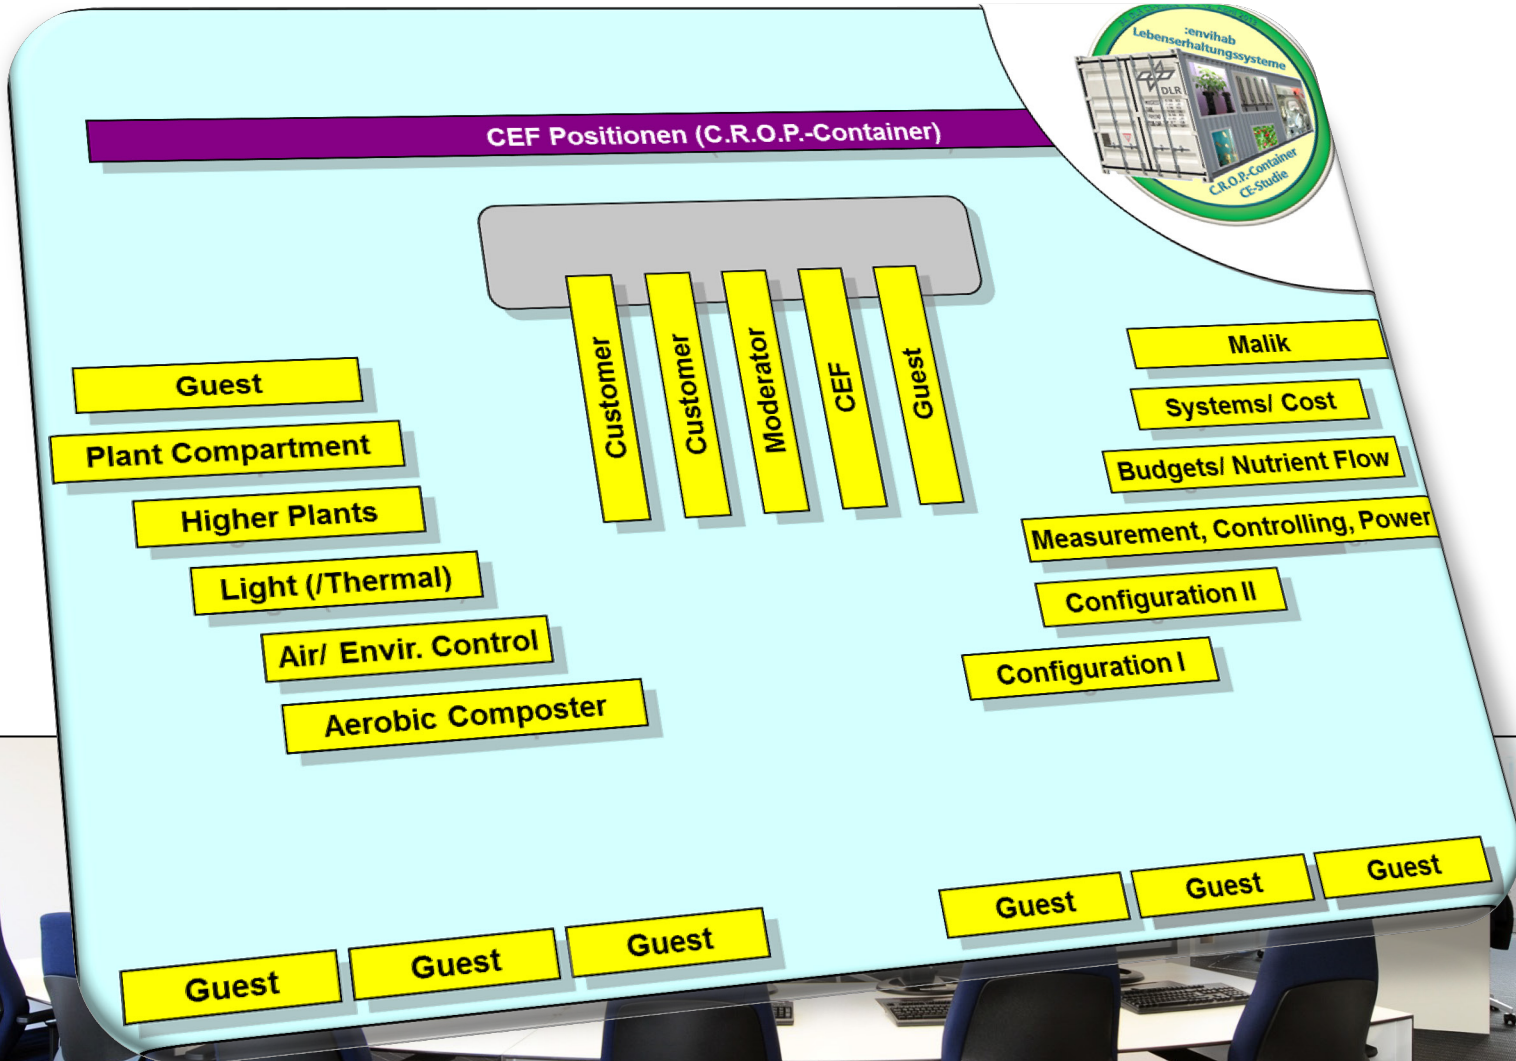 :envihab
Lebenserhaltungssysteme
DLR
C.R.O.P.-Container
CE-Studie
CEF Positionen (C.R.O.P.-Container)
Customer
Customer
Moderator
CEF
Guest
Guest
Plant Compartment
Higher Plants
Light (/Thermal)
Air/ Envir. Control
Aerobic Composter
Malik
Systems/ Cost
Budgets/ Nutrient Flow
Measurement, Controlling, Power
Configuration II
Configuration I
Guest
Guest
Guest
Guest
Guest
Guest